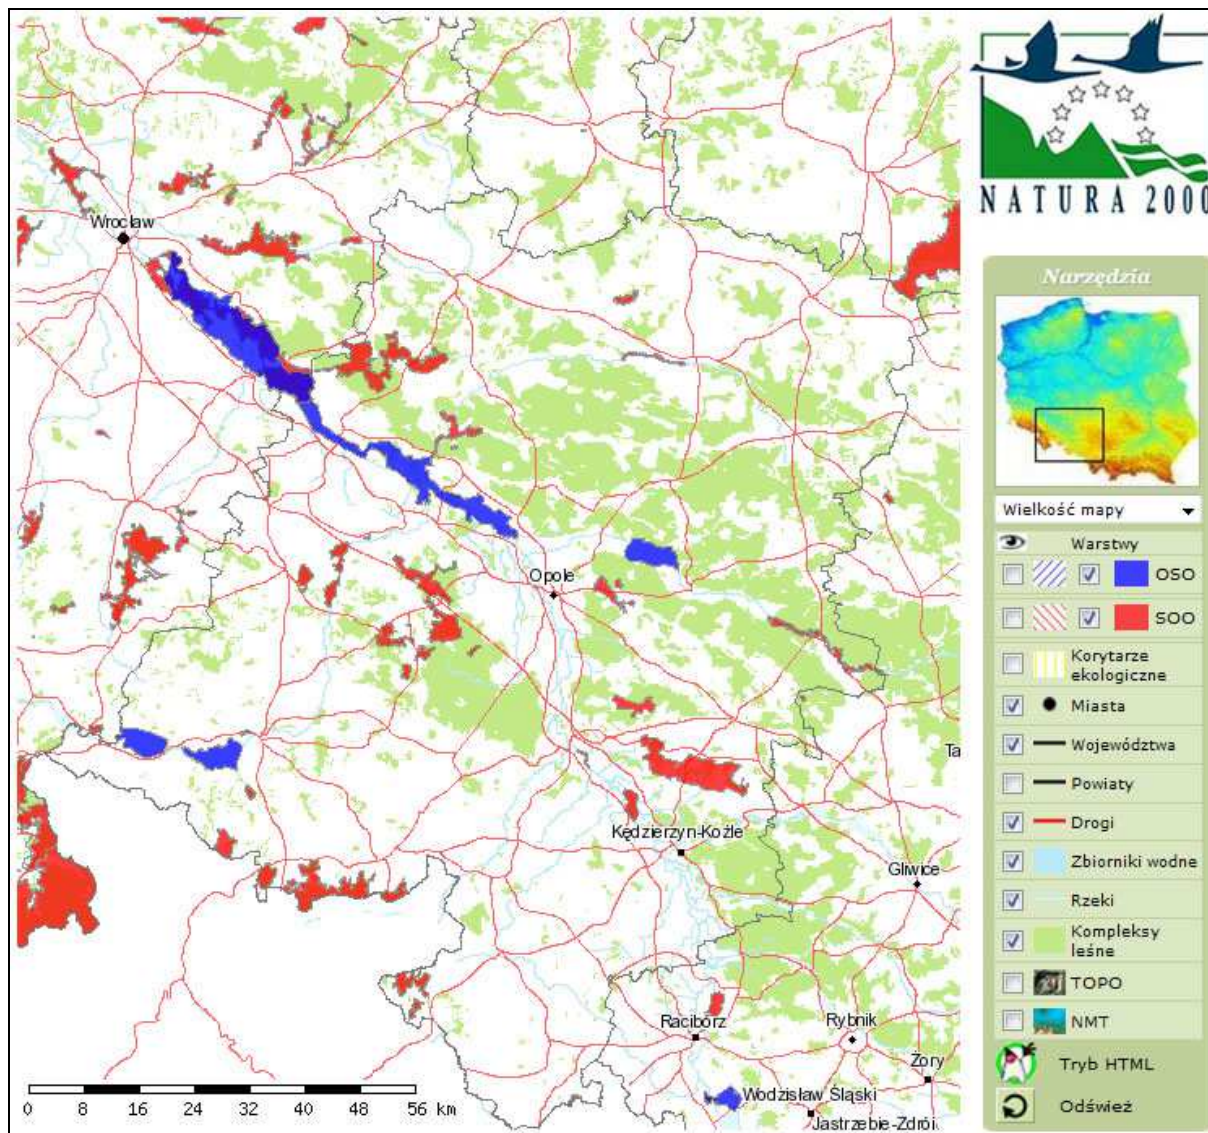 Wrocław
Opole
Kędzierzyn-Koźle
Gliwice
Racibórz
Rybnik
Żory
Wodzisław Śląski
Jastrzębie-Zdrój
Ta
0 8 16 24 32 40 48 56 km
NATURA 2000
Narzędzia
Wielkość mapy
Warstwy
OSO
SOO
Korytarze
ekologiczne
Miasta
Województwa
Powiaty
Drogi
Zbiorniki wodne
Rzeki
Kompleksy
leśne
TOPO
NMT
Tryb HTML
Odśwież